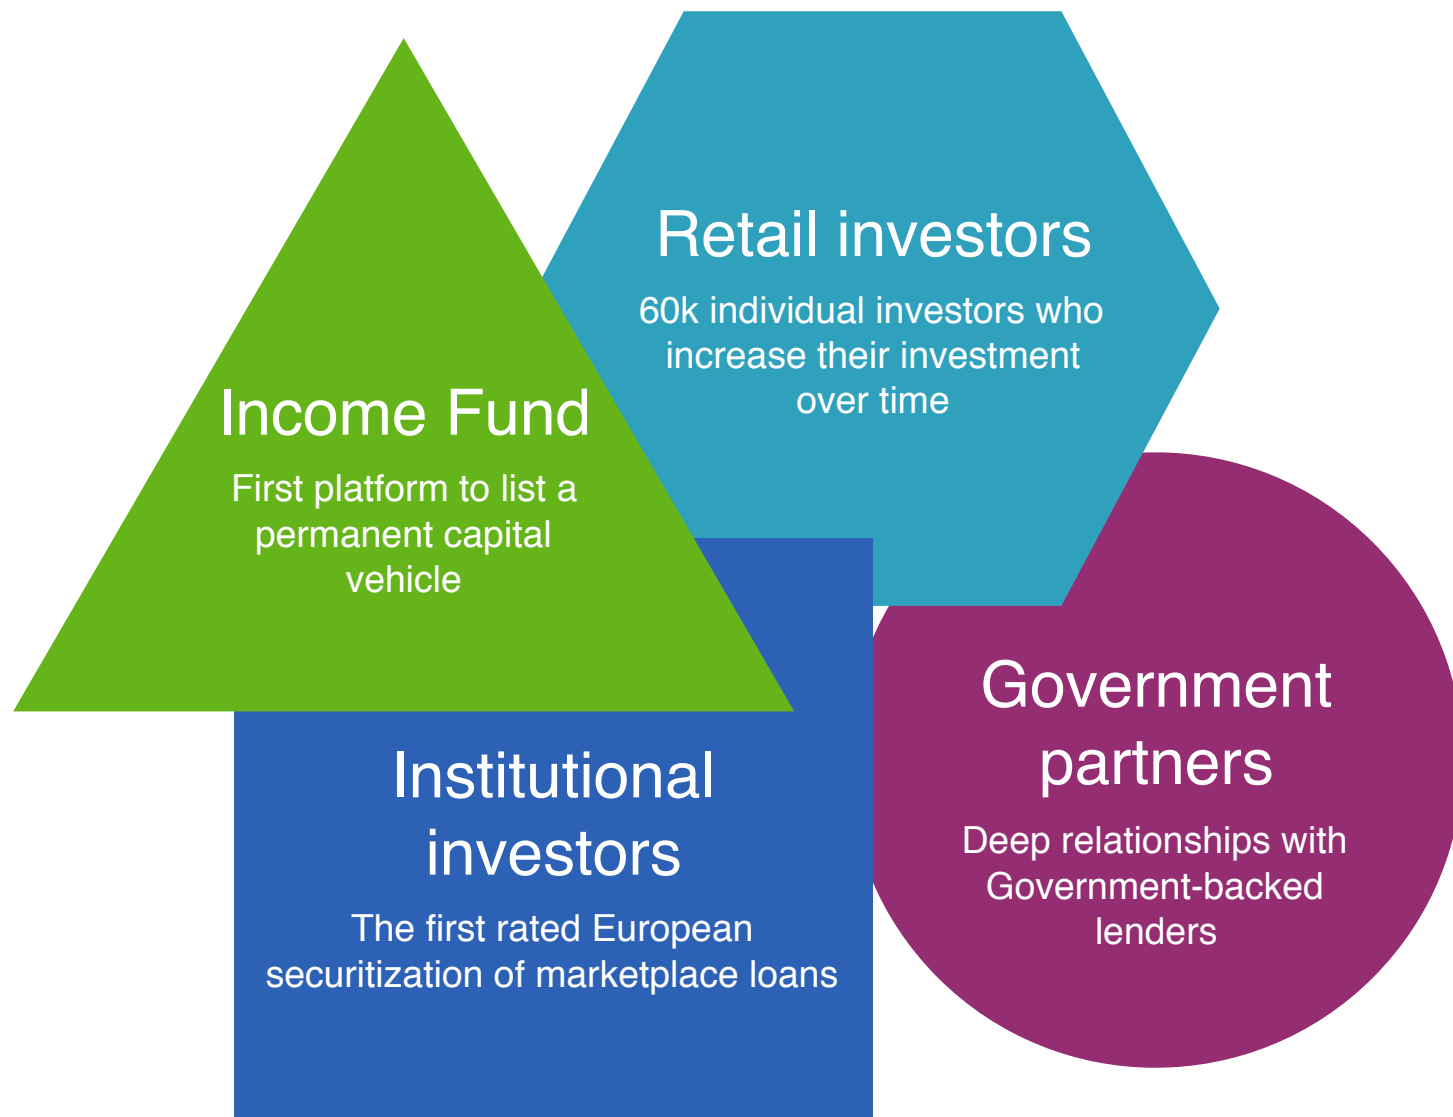 Retail investors
60k individual investors who
increase their investment
over time
Income Fund
First platform to list a
permanent capital
vehicle
Government
partners
Deep relationships with
Government-backed
lenders
Institutional
investors
The first rated European
securitization of marketplace loans